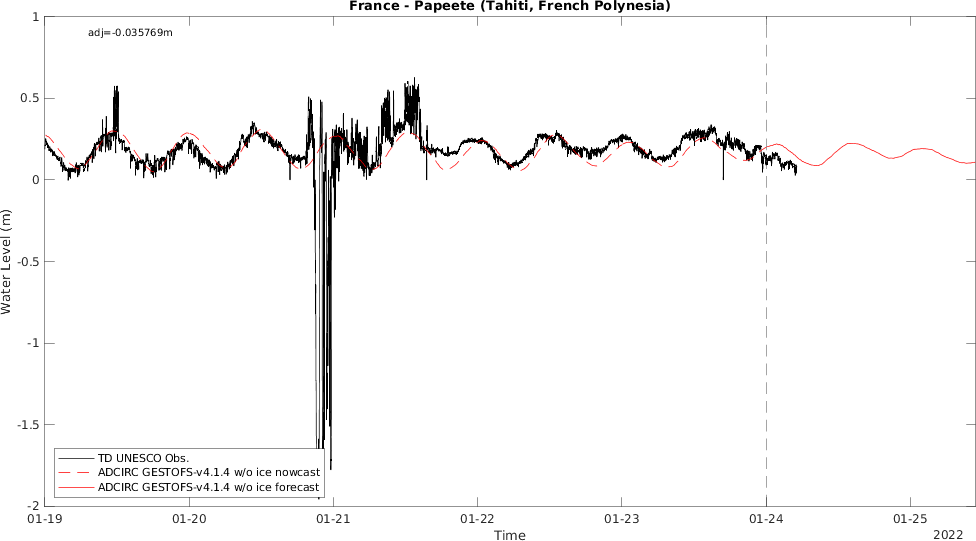 France - Papeete (Tahiti, French Polynesia)
adj=-0.035769m
1
0.5
0
-0.5
-1
-1.5
-2
Water Level (m)
TD UNESCO Obs.
ADCIRC GESTOFS-v4.1.4 w/o ice nowcast
ADCIRC GESTOFS-v4.1.4 w/o ice forecast
01-19 01-20 01-21 01-22 01-23 01-24 01-25
Time
2022